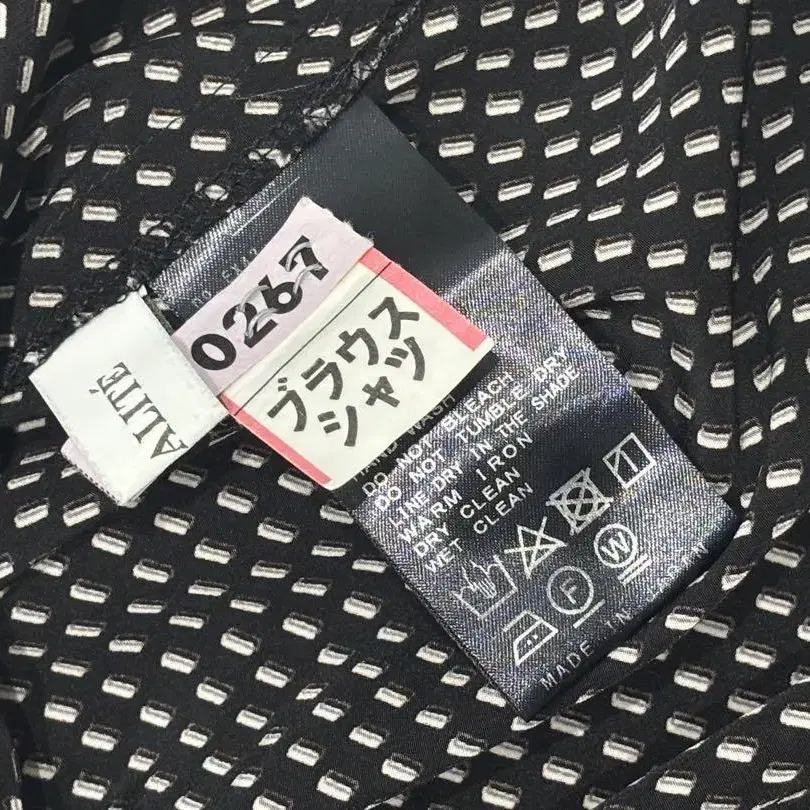 ALITÉ
0267
ブラウス
シャツ
HAND WASH
DO NOT BLEACH
DO NOT TUMBLE DRY
LINE DRY IN THE SHADE
WARM IRON
DRY CLEAN
WET CLEAN
F
W
MADE IN JAPAN